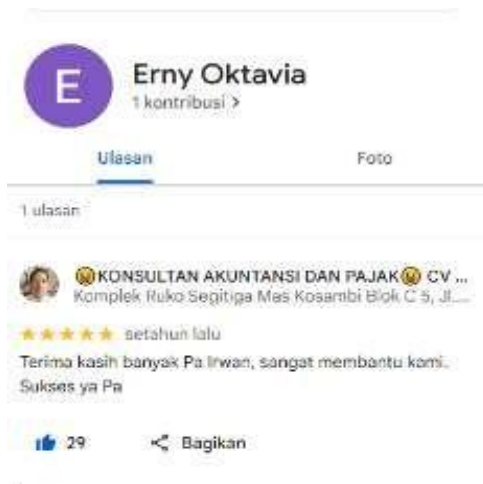 E
Erny Oktavia
1 kontribusi >
Ulasan Foto
1 ulasan
KONSULTAN AKUNTANSI DAN PAJAK CV ...
Komplek Ruko Segitiga Mas Kosambi Blok C 5, Jl....
setahun lalu
Terima kasih banyak Pa Irwan, sangat membantu kami.
Sukses ya Pa
29 Bagikan